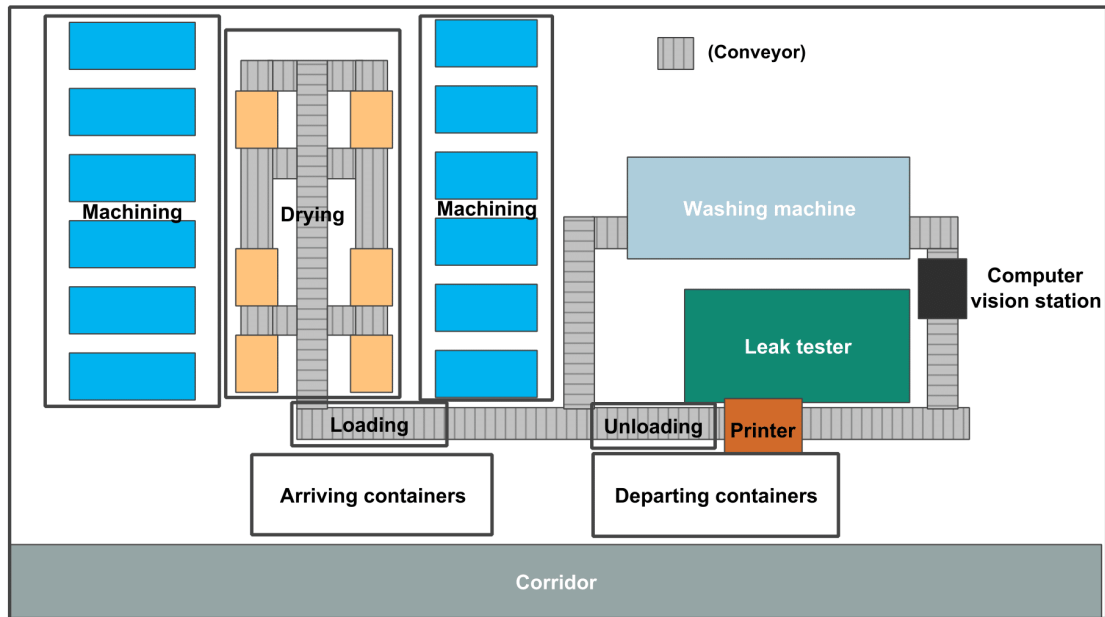 (Conveyor)
Machining
Drying
Machining
Washing machine
Computer
vision station
Leak tester
Loading
Unloading
Printer
Arriving containers
Departing containers
Corridor